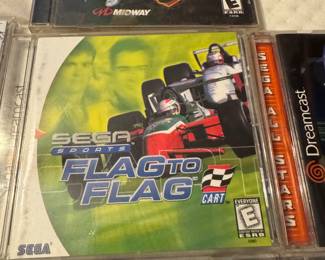 MIDWAY
SEGA
SPORTS
FLAG TO
FLAG
CART
EVERYONE
E
ESRB
SEGA
SEGA ALL STARS
Dreamcast